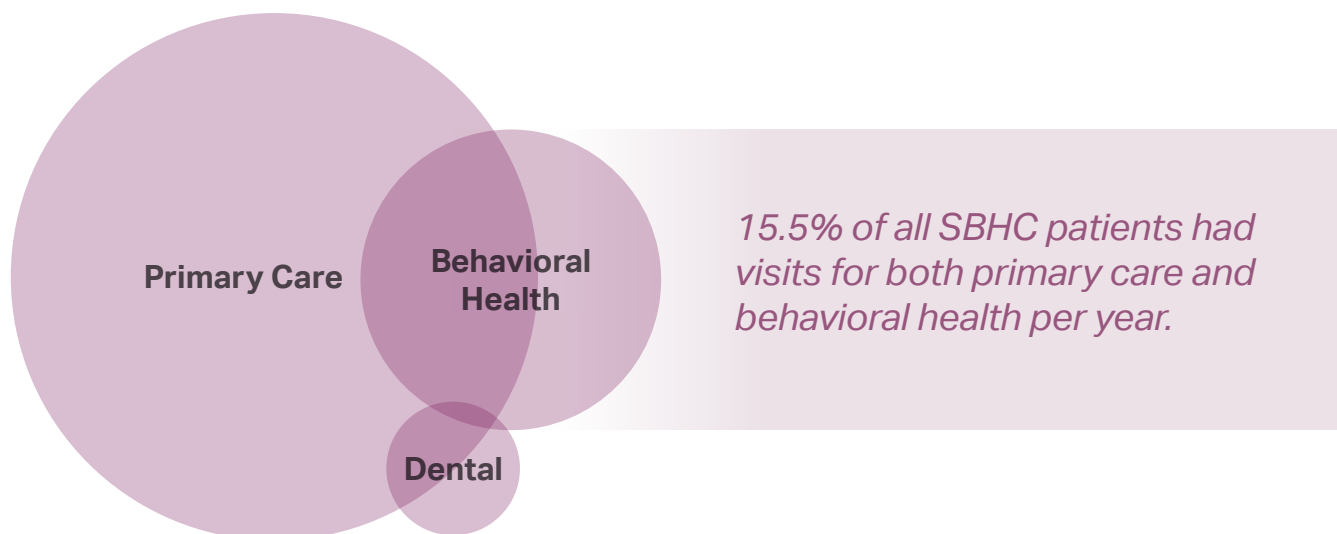 Primary Care
Behavioral
Health
Dental
15.5% of all SBHC patients had
visits for both primary care and
behavioral health per year.